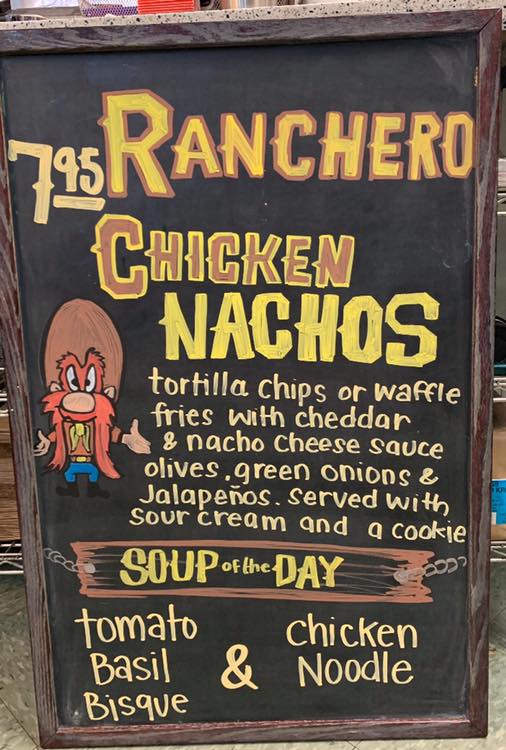 7.95 RANCHERO
CHICKEN
NACHOS
tortilla chips or waffle
fries with cheddar
& nacho cheese sauce
olives, green onions &
Jalapeños. served with
sour cream and a cookie
SOUP of the DAY
tomato
Basil
Bisque
&
chicken
Noodle